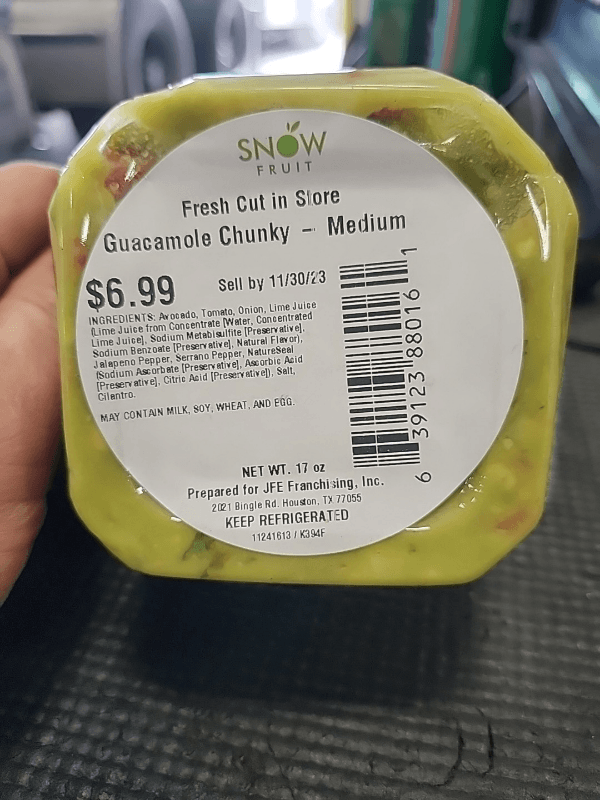 SNOW
FRUIT
Fresh Cut in Store
Guacamole Chunky - Medium
$6.99
Sell by 11/30/23
INGREDIENTS: Avocado, Tomato, Onion, Lime Juice
(Lime Juice from Concentrate [Water, Concentrated
Lime Juice], Sodium Metabisulfite [Preservative],
Sodium Benzoate [Preservative], Natural Flavor),
Jalapeno Pepper, Serrano Pepper, NatureSeal
(Sodium Ascorbate [Preservative], Ascorbic Acid
[Preservative], Citric Acid [Preservative]), Salt,
Cilantro.
MAY CONTAIN MILK, SOY, WHEAT, AND EGG.
6 39123 88016 1
NET WT. 17 oz
Prepared for JFE Franchising, Inc.
2021 Bingle Rd. Houston, TX 77055
KEEP REFRIGERATED
11241613 / K394F